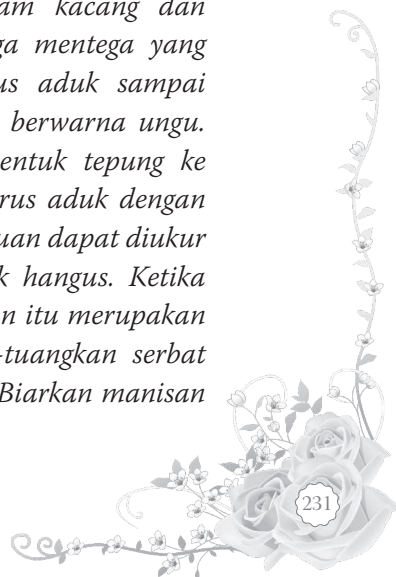 am kacang dan
ga mentega yang
us aduk sampai
berwarna ungu.
entuk tepung ke
rus aduk dengan
uan dapat diukur
k hangus. Ketika
n itu merupakan
-tuangkan serbat
Biarkan manisan
231